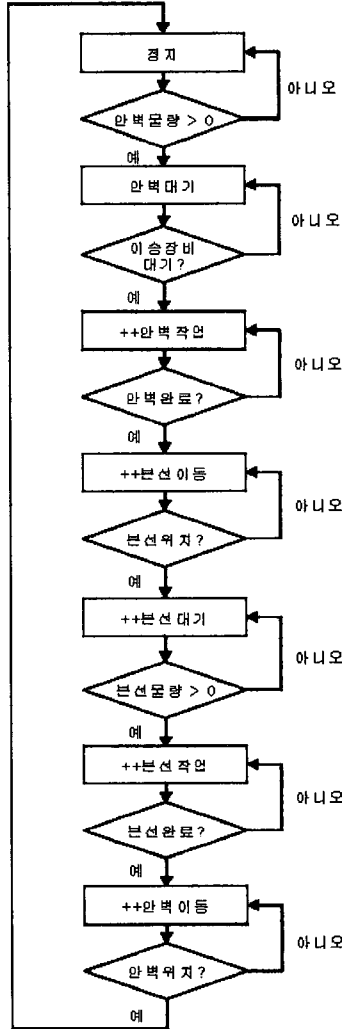 정지
아니오
안벽물량 > 0
예
안벽대기
아니오
이송장비
대기?
예
++안벽작업
아니오
안벽완료?
예
++본선이동
아니오
본선위치?
예
++본선대기
아니오
본선물량 > 0
예
++본선작업
아니오
본선완료?
예
++안벽이동
아니오
안벽위치?
예